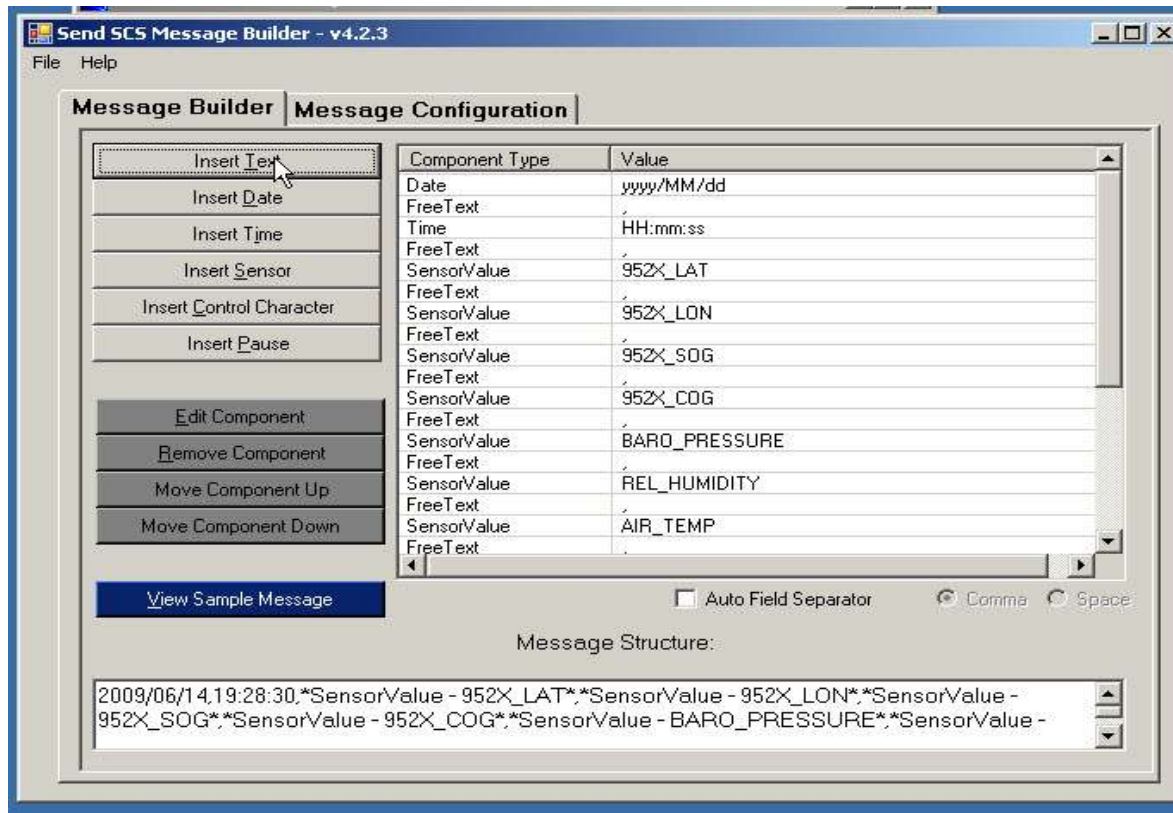 Send SCS Message Builder - v4.2.3
File Help
Message Builder Message Configuration
Insert Text
Insert Date
Insert Time
Insert Sensor
Insert Control Character
Insert Pause
Edit Component
Remove Component
Move Component Up
Move Component Down
View Sample Message
Component Type Value
Date yyyy/MM/dd
FreeText ,
Time HH:mm:ss
FreeText ,
SensorValue 952X_LAT
FreeText ,
SensorValue 952X_LON
FreeText ,
SensorValue 952X_SOG
FreeText ,
SensorValue 952X_COG
FreeText ,
SensorValue BARO_PRESSURE
FreeText ,
SensorValue REL_HUMIDITY
FreeText ,
SensorValue AIR_TEMP
FreeText ,
Auto Field Separator Comma Space
Message Structure:
2009/06/14,19:28:30,*SensorValue - 952X_LAT*,*SensorValue - 952X_LON*,*SensorValue -
952X_SOG*,*SensorValue - 952X_COG*,*SensorValue - BARO_PRESSURE*,*SensorValue -